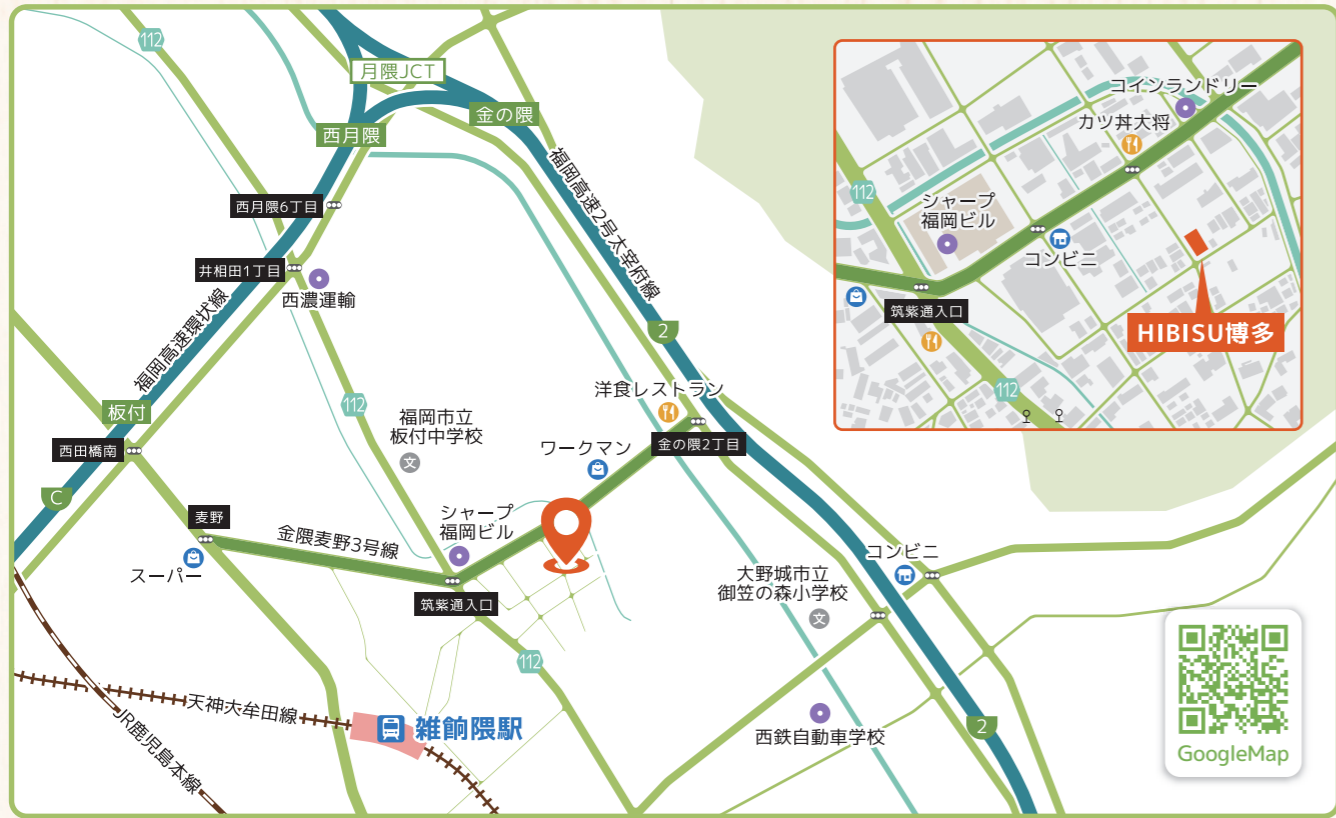 112
月隈JCT
金の隈
西月隈
福岡高速2号太宰府線
西月隈6丁目
井相田1丁目
西濃運輸
福岡高速環状線
2
板付
112
洋食レストラン
福岡市立
板付中学校
文
西田橋南
ワークマン
金の隈2丁目
C
麦野
シャープ
福岡ビル
金隈麦野3号線
スーパー
コンビニ
大野城市立
御笠の森小学校
文
筑紫通入口
112
天神大牟田線
雑餉隈駅
JR鹿児島本線
西鉄自動車学校
2
コインランドリー
カツ丼大将
112
シャープ
福岡ビル
コンビニ
筑紫通入口
HIBISU博多
112
GoogleMap